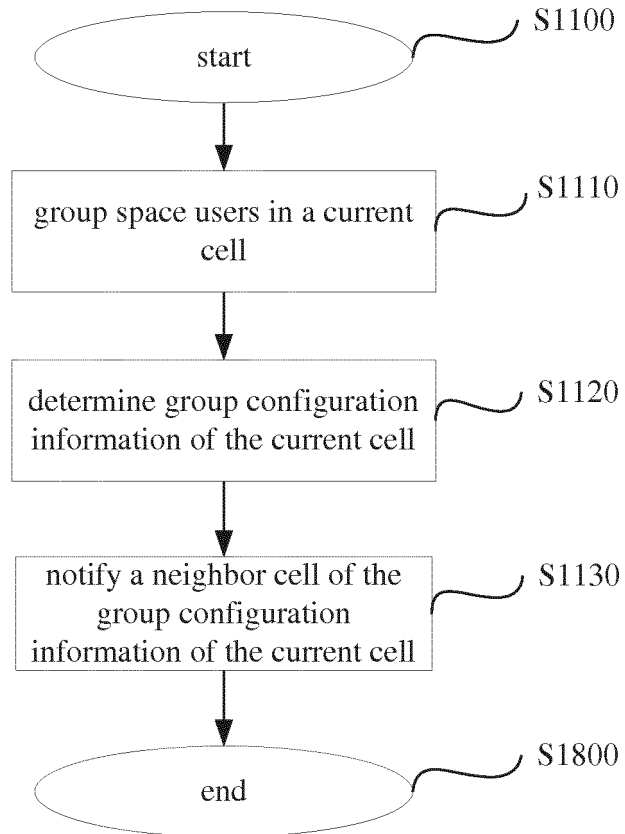 S1100
start
S1110
group space users in a current
cell
S1120
determine group configuration
information of the current cell
S1130
notify a neighbor cell of the
group configuration
information of the current cell
S1800
end